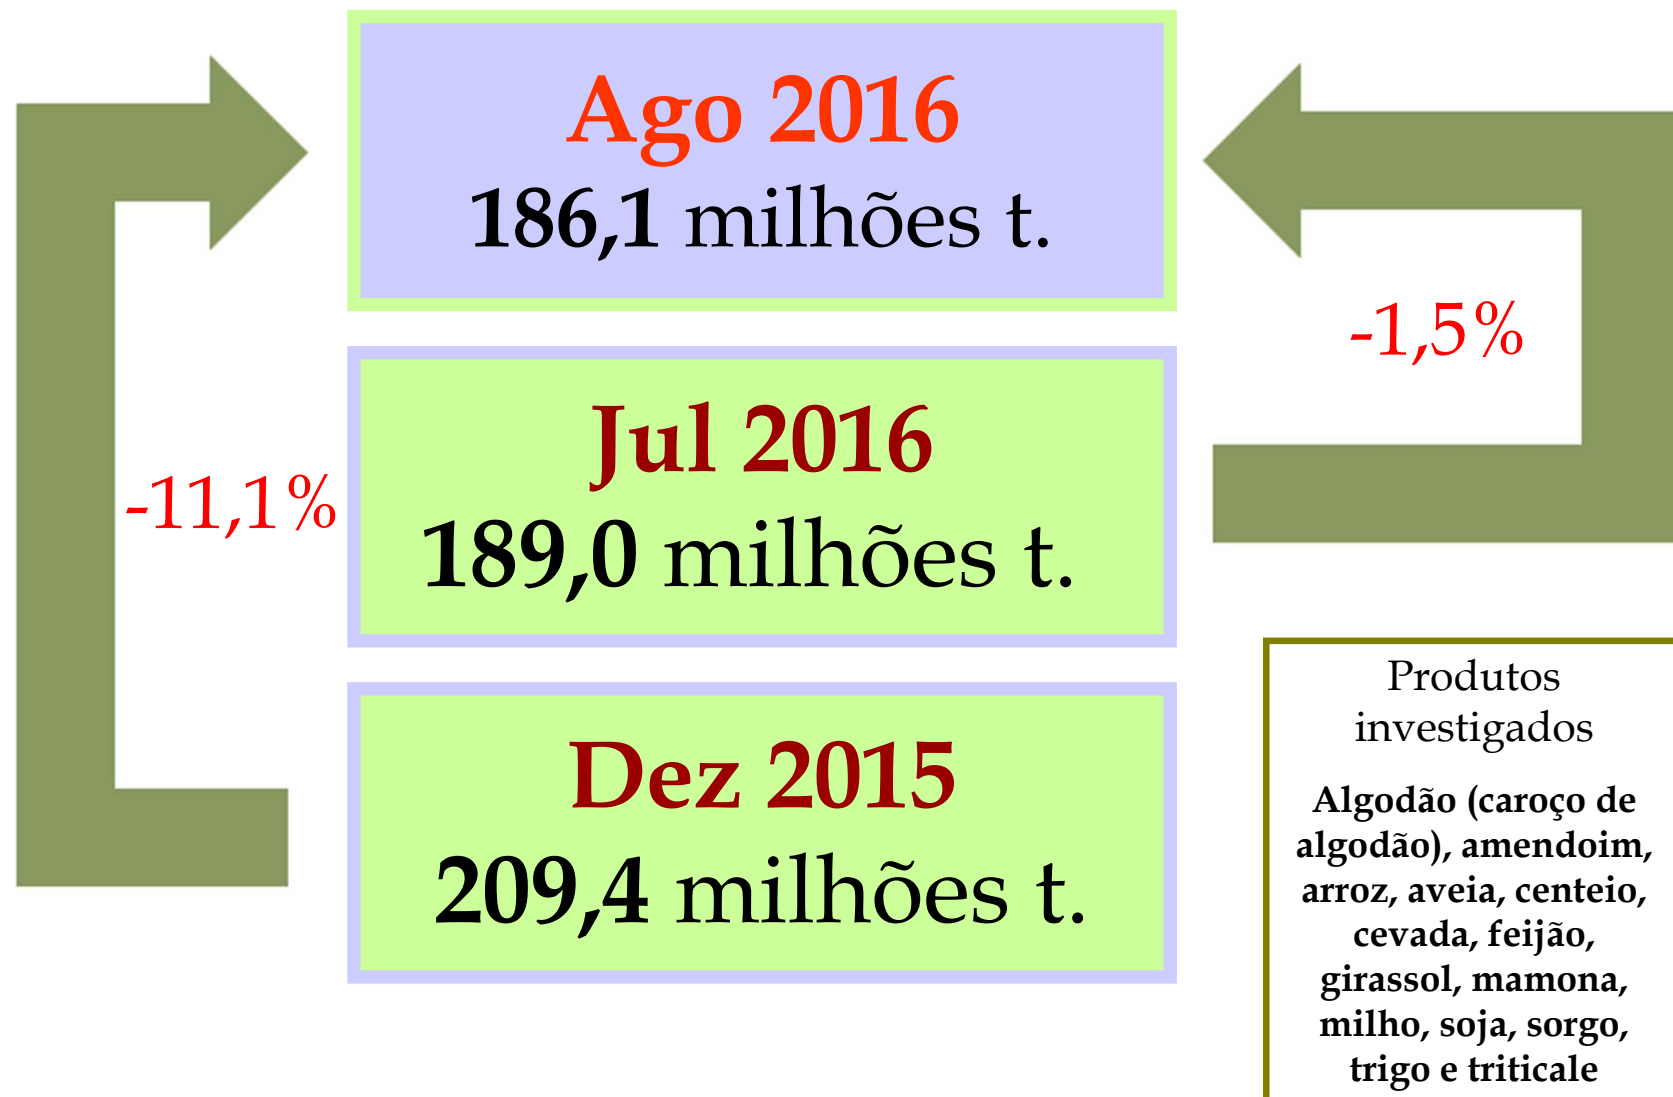 Ago 2016
186,1 milhões t.
-1,5%
Jul 2016
189,0 milhões t.
-11,1%
Dez 2015
209,4 milhões t.
Produtos
investigados
Algodão (caroço de
algodão), amendoim,
arroz, aveia, centeio,
cevada, feijão,
girassol, mamona,
milho, soja, sorgo,
trigo e triticale